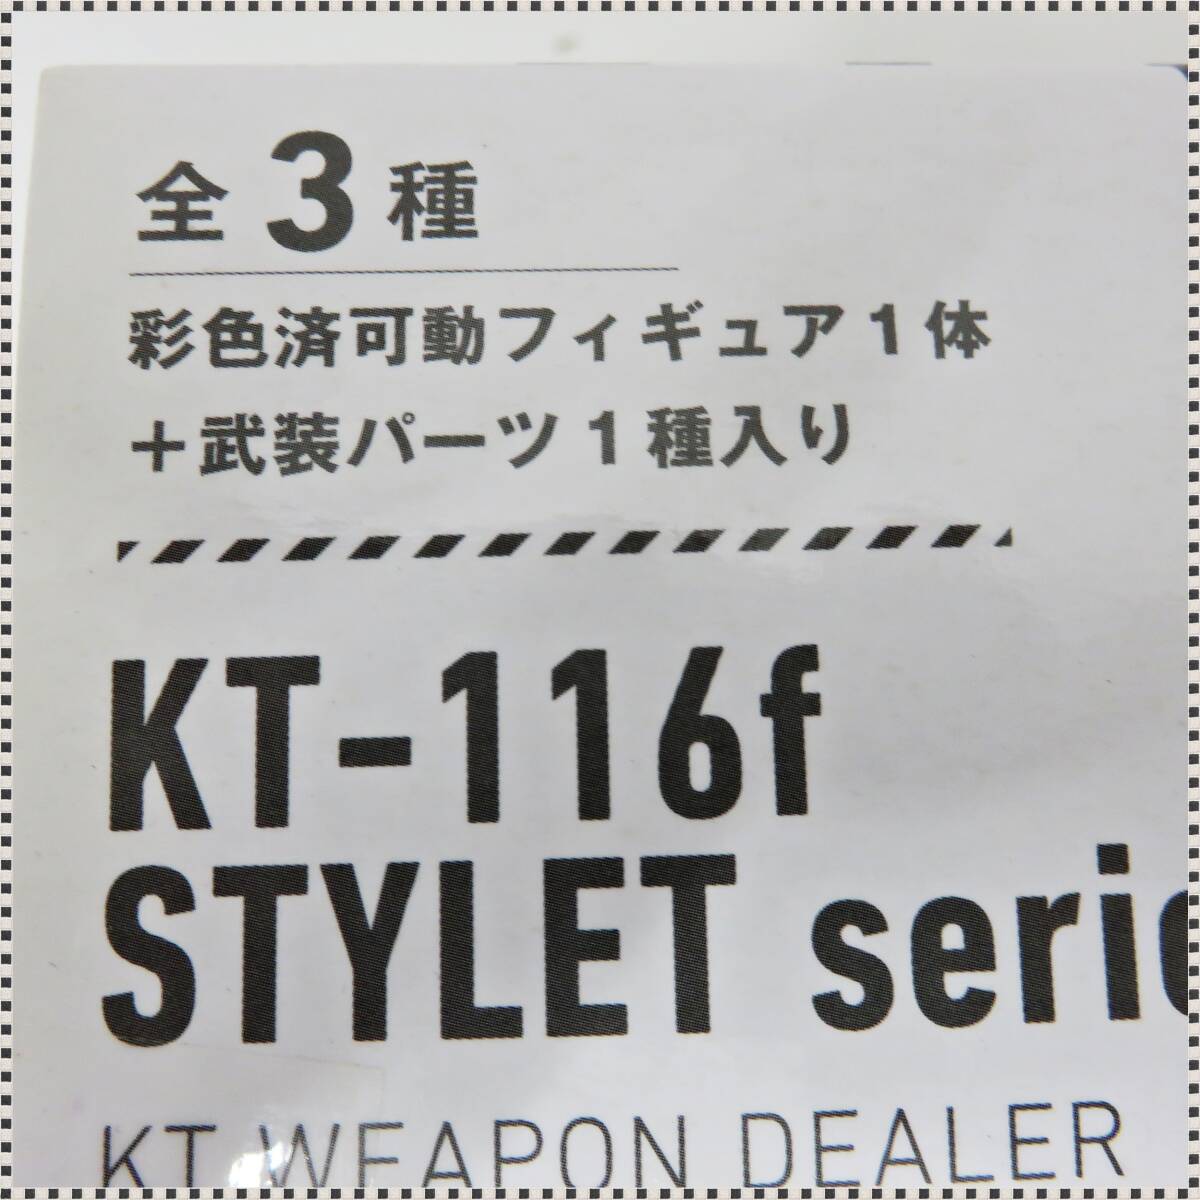 全3種
彩色済可動フィギュア1体
+武装パーツ1種入り
KT-116f
STYLET serie
KT WEAPON DEALER